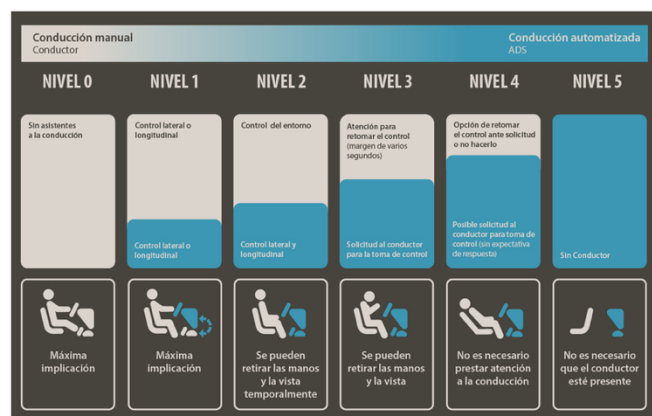 Conducción manual
Conductor
Conducción automatizada
ADS
NIVEL 0
NIVEL 1
NIVEL 2
NIVEL 3
NIVEL 4
NIVEL 5
Sin asistentes
a la conducción
Control lateral o
longitudinal
Control del entorno
Atención para
retomar el control
(margen de varios
segundos)
Opción de retomar
el control ante solicitud
o no hacerlo
Control lateral o
longitudinal
Control lateral y
longitudinal
Solicitud al conductor
para la toma de control
Posible solicitud al
conductor para toma de
control (sin expectativa
de respuesta)
Sin Conductor
Máxima
implicación
Máxima
implicación
Se pueden
retirar las manos
y la vista
temporalmente
Se pueden
retirar las manos
y la vista
No es necesario
prestar atención
a la conducción
No es necesario
que el conductor
esté presente